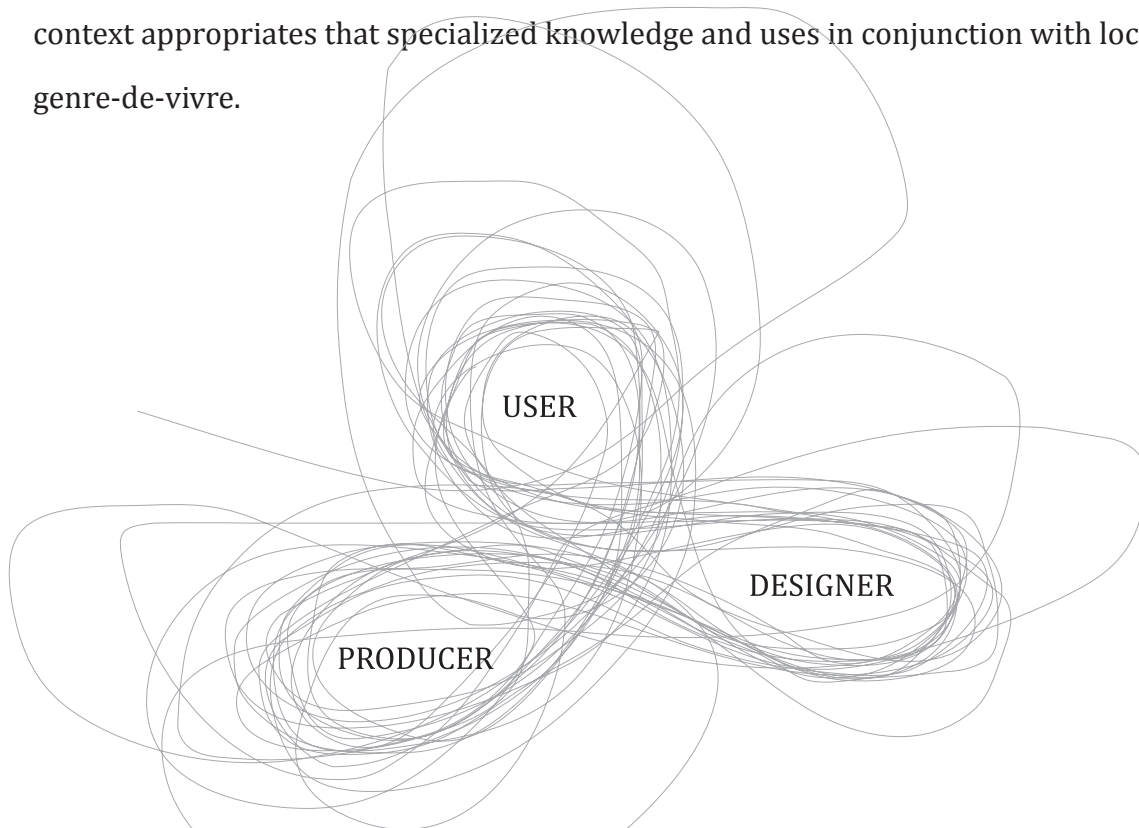 context appropriates that specialized knowledge and uses in conjunction with loc
genre-de-vivre.
USER
DESIGNER
PRODUCER